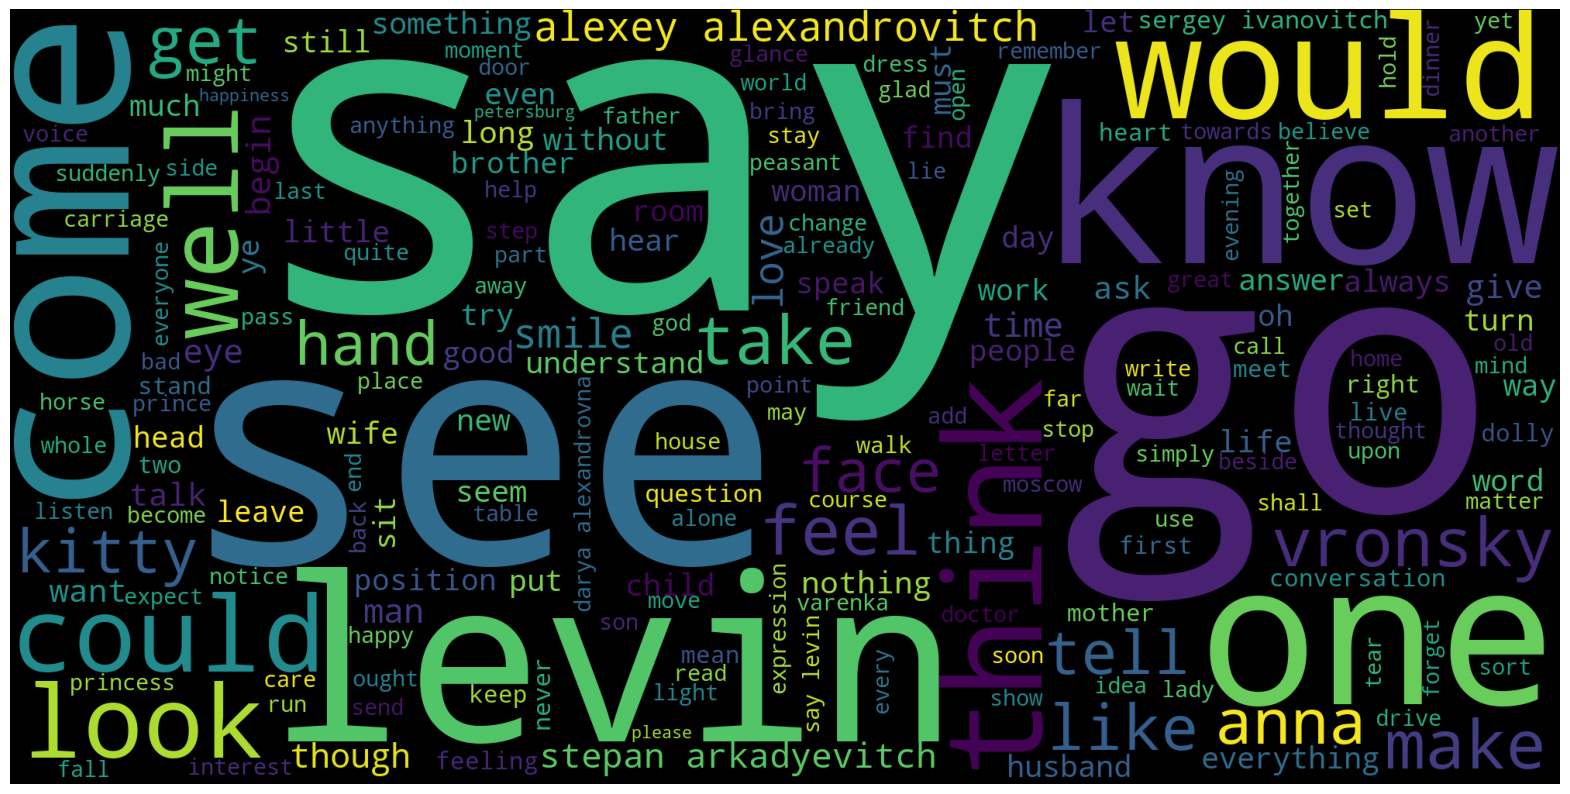 something
alexey alexandrovitch
let
sergey ivanovitch
yet
come
get
still
moment
glance
remember
would
hold
dinner
might
door
world
dress
must
happiness
even
glad
open
much
petersburg
father
bring
say
voice
well
begin
anything
long
without
stay
find
heart
towards
believe
another
know
suddenly
side
brother
peasant
lie
last
help
woman
together
carriage
room
change
evening
set
little
step
hear
love
already
day
ye
quite
part
everyone
away
speak
work
ask
great
answer
always
give
pass
try
god
friend
time
oh
turn
hand
smile
take
bad
eye
good
understand
people
go
call
home
old
stand
place
point
write
meet
mind
prince
wait
right
way
horse
see
new
darya alexandrovna
may
add
think
far
live
whole
head
wife
house
walk
stop
life
thought
dolly
two
face
letter
simply
beside
upon
talk
seem
question
course
moscow
word
listen
become
leave
back
end
sit
table
alone
shall
matter
use
kitty
feel
thing
first
vronsky
want
expect
notice
position
put
child
nothing
conversation
levin
man
move
expression
varenka
doctor
mother
one
could
happy
son
say levin
tell
tear
forget
mean
soon
princess
care
ought
keep
never
read
light
every
idea
lady
sort
look
run
send
please
show
like
anna
drive
make
fall
interest
though
feeling
stepan arkadyevitch
husband
everything